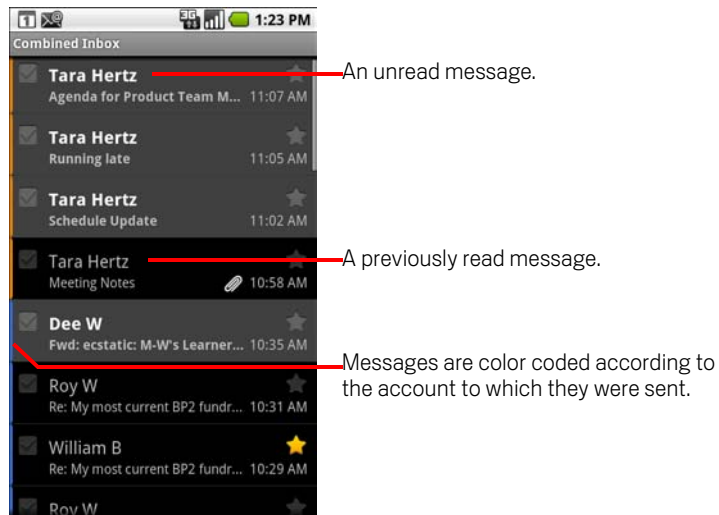 1 3G 1:23 PM
Combined Inbox
Tara Hertz
Agenda for Product Team M... 11:07 AM
An unread message.
Tara Hertz
Running late 11:05 AM
Tara Hertz
Schedule Update 11:02 AM
Tara Hertz
A previously read message.
Meeting Notes 10:58 AM
Dee W
Fwd: ecstatic: M-W's Learner... 10:35 AM
Messages are color coded according to
the account to which they were sent.
Roy W
Re: My most current BP2 fundr... 10:31 AM
William B
Re: My most current BP2 fundr... 10:29 AM
Roy W